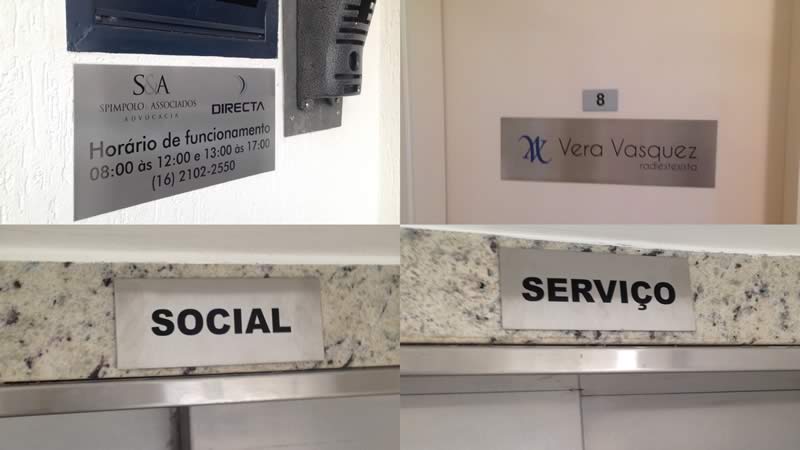 S&A
SPIMPOLO & ASSOCIADOS
ADVOCACIA
DIRECTA
Horário de funcionamento
08:00 às 12:00 e 13:00 às 17:00
(16) 2102-2550
8
Vera Vasquez
radiestesista
SOCIAL
SERVIÇO